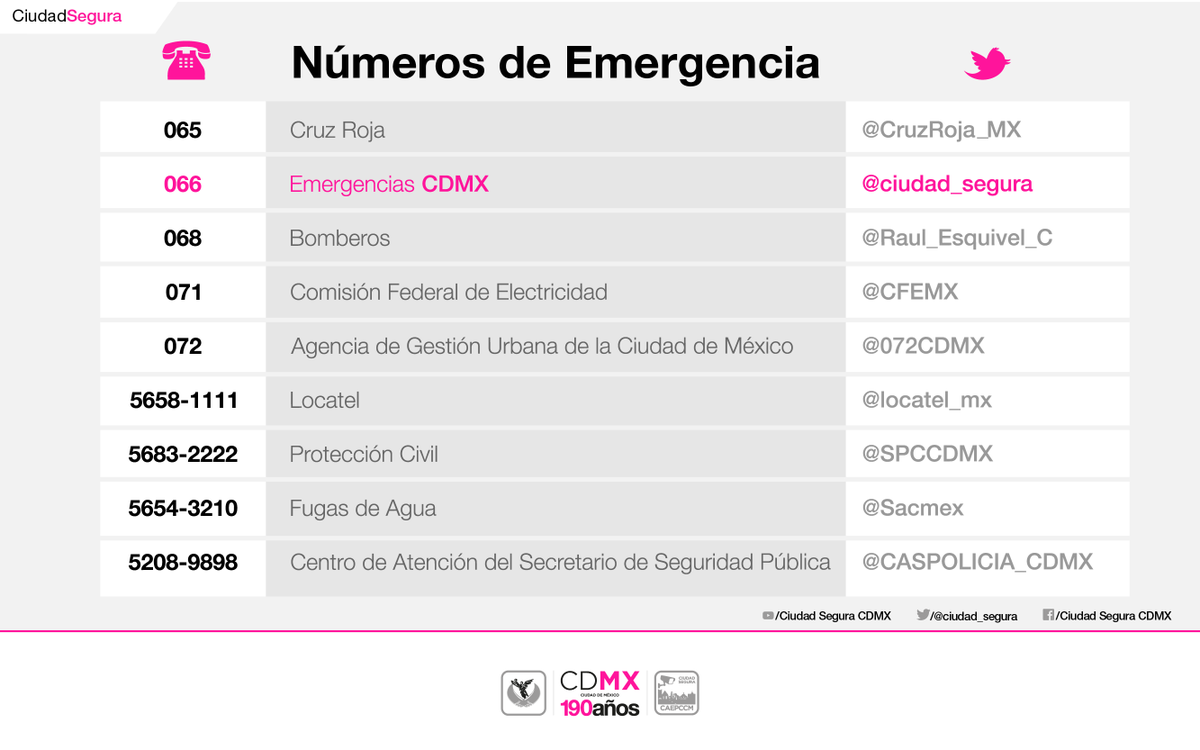 CiudadSegura
Números de Emergencia
065 Cruz Roja @CruzRoja_MX
066 Emergencias CDMX @ciudad_segura
068 Bomberos @Raul_Esquivel_C
071 Comisión Federal de Electricidad @CFEMX
072 Agencia de Gestión Urbana de la Ciudad de México @072CDMX
5658-1111 Locatel @locatel_mx
5683-2222 Protección Civil @SPCCDMX
5654-3210 Fugas de Agua @Sacmex
5208-9898 Centro de Atención del Secretario de Seguridad Pública @CASPOLICIA_CDMX
/Ciudad Segura CDMX /@ciudad_segura /Ciudad Segura CDMX
CDMX
CIUDAD DE MÉXICO
190años
CIUDAD
SEGURA
CAEPCCM